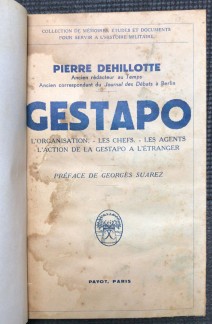 COLLECTION DE MÉMOIRES ÉTUDES ET DOCUMENTS
POUR SERVIR A L'HISTOIRE MILITAIRE
PIERRE DEHILLOTTE
Ancien rédacteur au Temps
Ancien correspondant du Journal des Débats à Berlin
GESTAPO
L'ORGANISATION. - LES CHEFS. - LES AGENTS
L'ACTION DE LA GESTAPO A L'ÉTRANGER
PRÉFACE DE GEORGES SUAREZ
PAYOT, PARIS